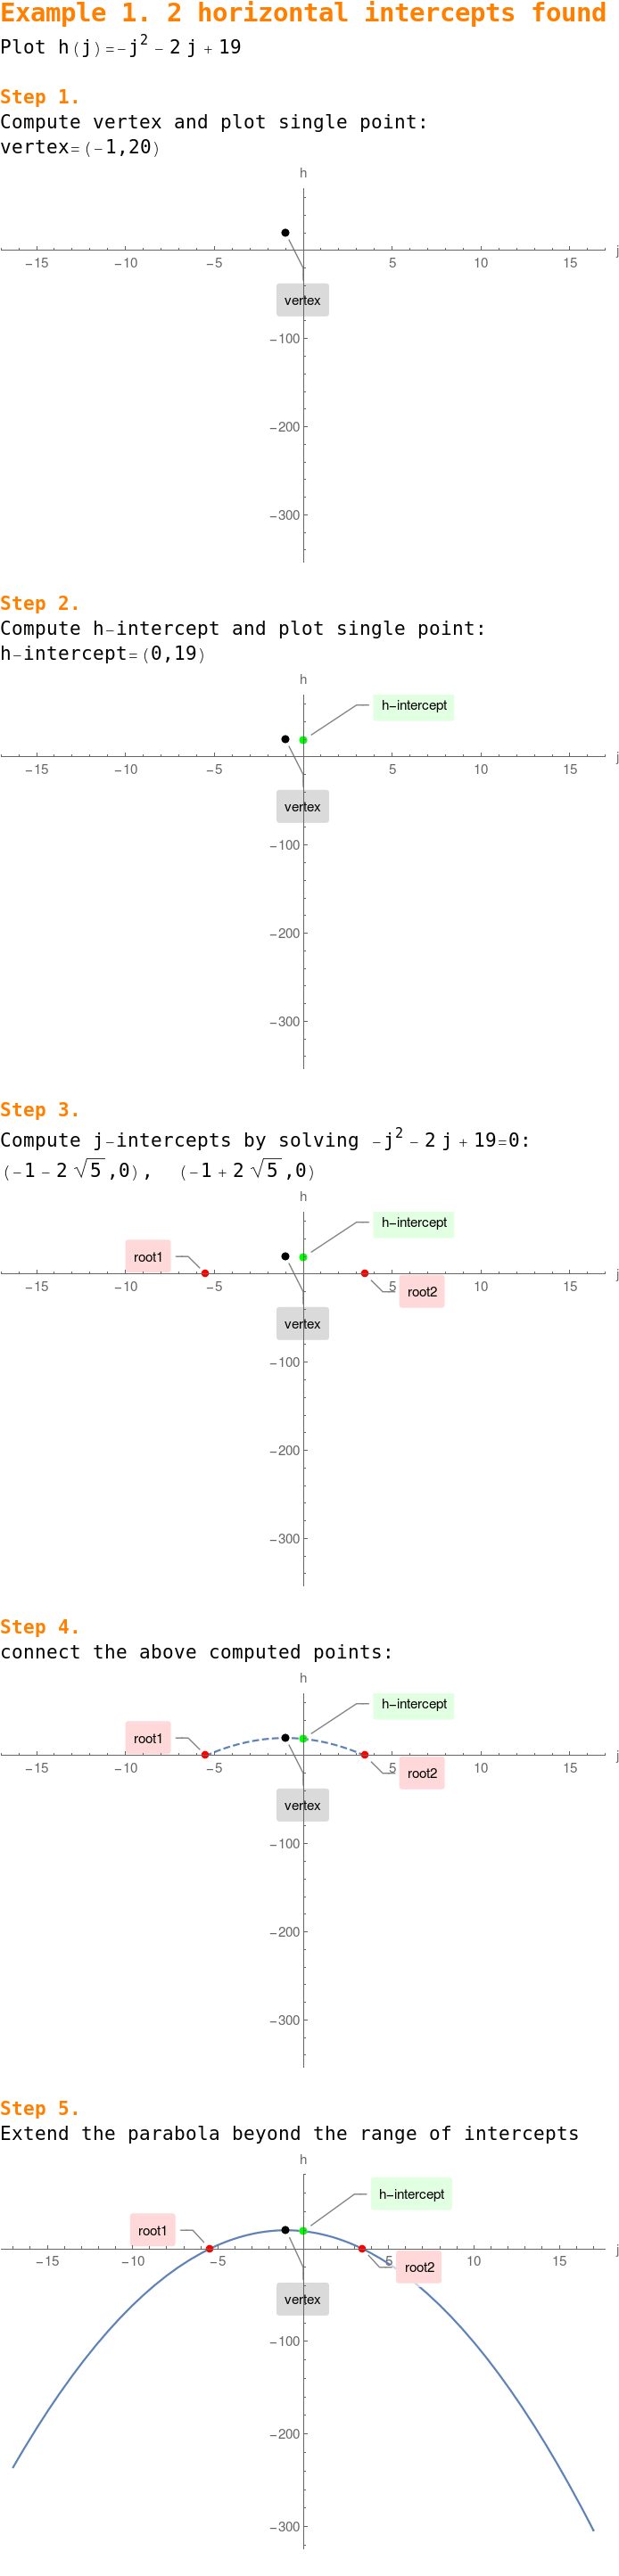 Example 1. 2 horizontal intercepts found
Plot h(j)=-j² - 2 j + 19
Step 1.
Compute vertex and plot single point:
vertex=(-1,20)
h
-15 -10 -5 5 10 15 j
vertex
-100
-200
-300
Step 2.
Compute h-intercept and plot single point:
h-intercept=(0,19)
h
h-intercept
-15 -10 -5 5 10 15 j
vertex
-100
-200
-300
Step 3.
Compute j-intercepts by solving -j² - 2 j + 19=0:
(-1 - 2 √5,0), (-1 + 2 √5,0)
h
h-intercept
root1
-15 -10 -5 5 10 15 j
root2
vertex
-100
-200
-300
Step 4.
connect the above computed points:
h
h-intercept
root1
-15 -10 -5 5 10 15 j
root2
vertex
-100
-200
-300
Step 5.
Extend the parabola beyond the range of intercepts
h
h-intercept
root1
-15 -10 -5 5 10 15 j
root2
vertex
-100
-200
-300